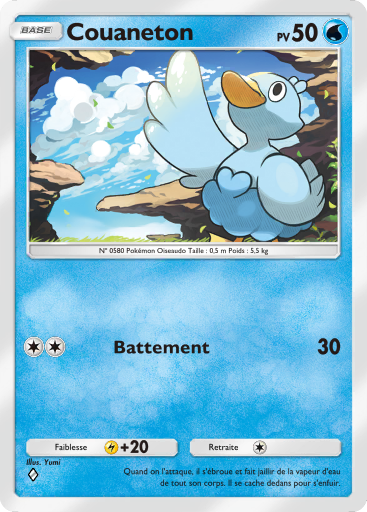 BASE Couaneton PV 50
N° 0580 Pokémon Oiseaudo Taille : 0,5 m Poids : 5,5 kg
Battement 30
Faiblesse +20 Retraite
Illus. Yumi
Quand on l'attaque, il s'ébroue et fait jaillir de la vapeur d'eau
de tout son corps. Il se cache dedans pour s'enfuir.